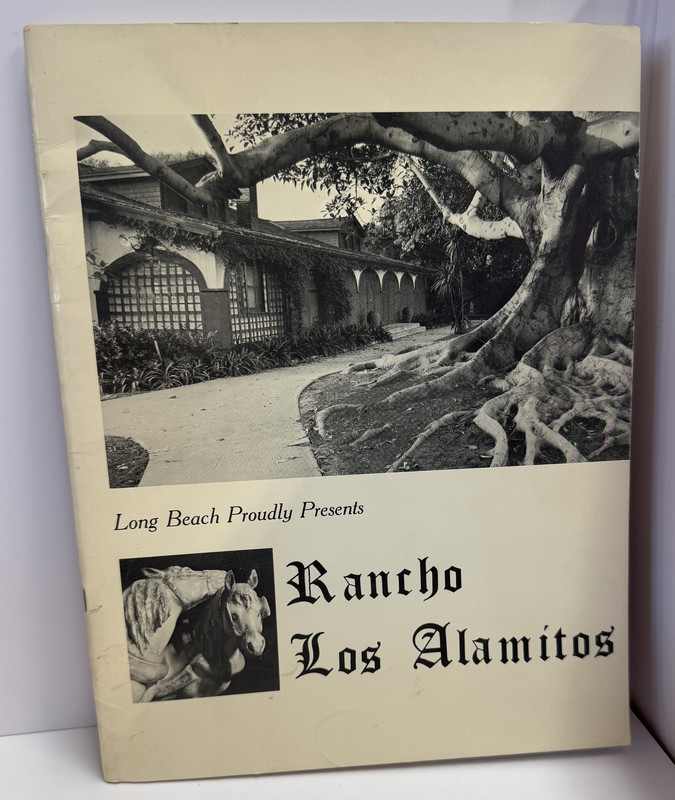 Long Beach Proudly Presents
Rancho
Los Alamitos